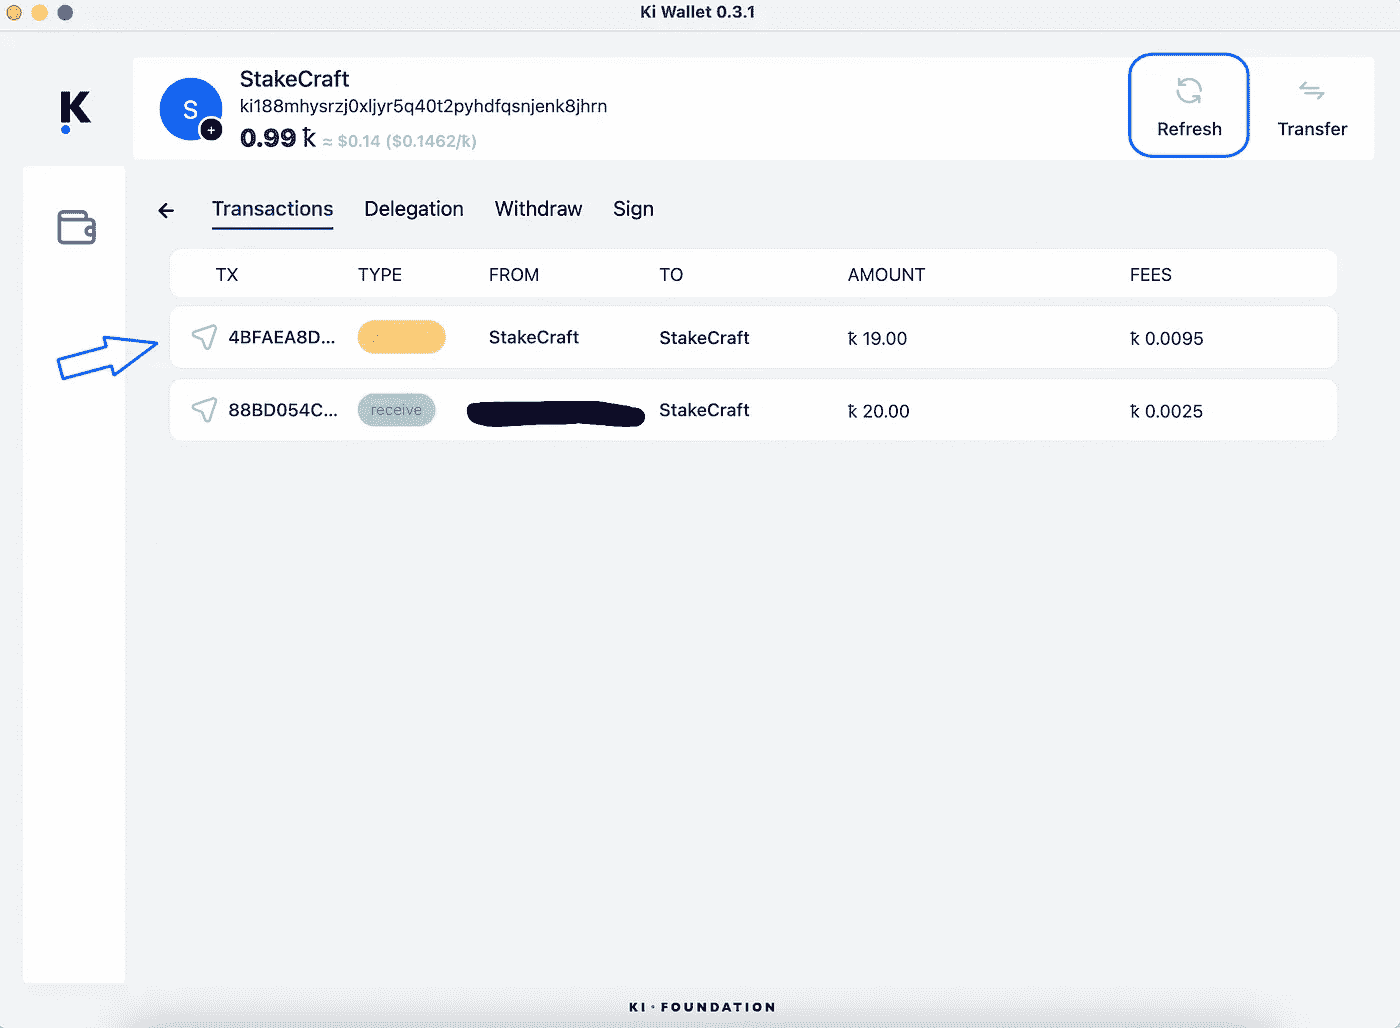 Ki Wallet 0.3.1
StakeCraft
S
ki188mhysrzj0xljyr5q40t2pyhdfqsnjenk8jhrn
0.99 ꝁ ≈ $0.14 ($0.1462/ꝁ)
Refresh
Transfer
Transactions Delegation Withdraw Sign
TX TYPE FROM TO AMOUNT FEES
4BFAEA8D... StakeCraft StakeCraft ꝁ 19.00 ꝁ 0.0095
88BD054C... receive StakeCraft ꝁ 20.00 ꝁ 0.0025
KI · FOUNDATION